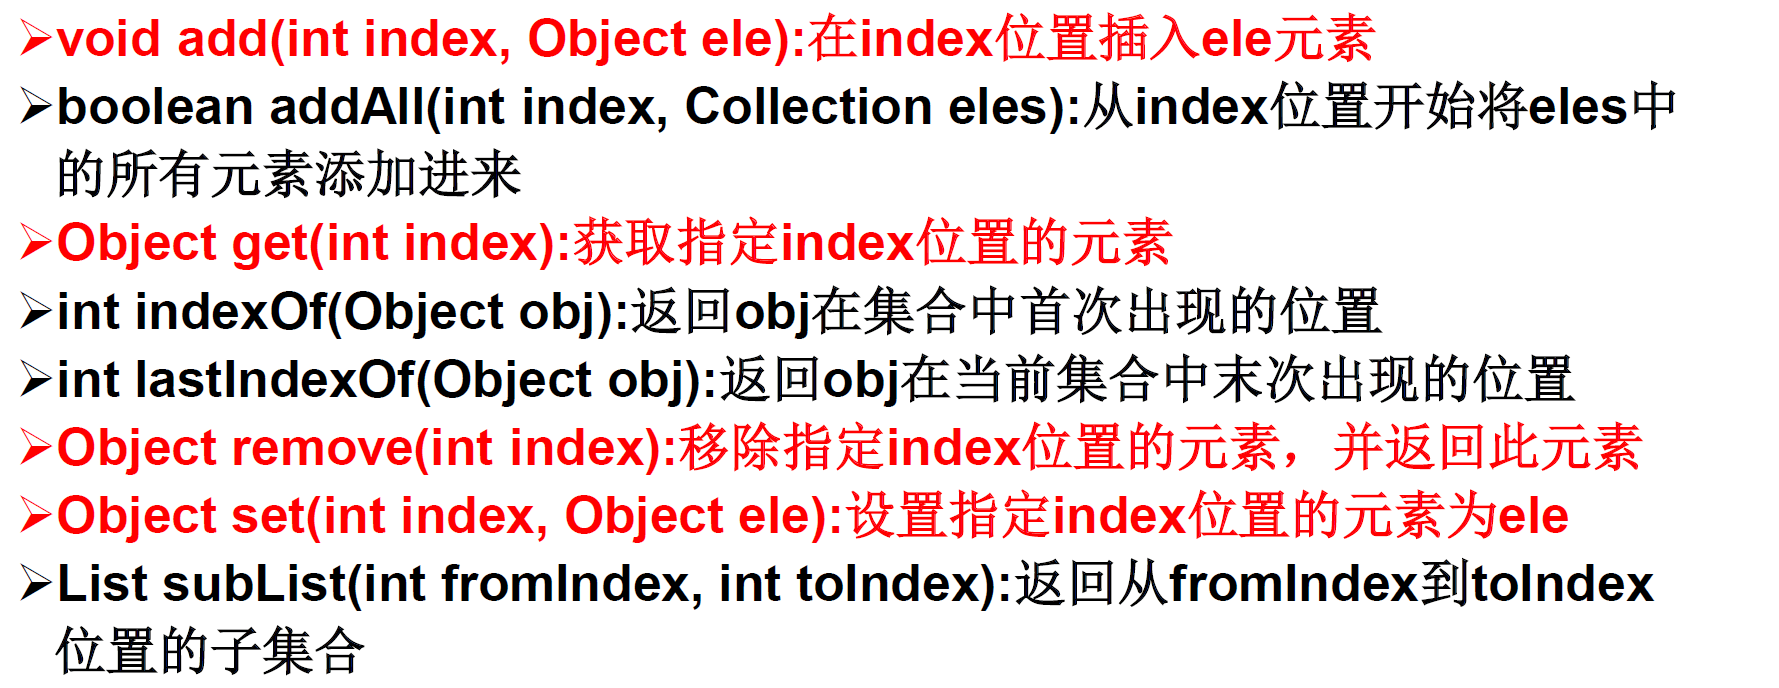 ➢void add(int index, Object ele):在index位置插入ele元素
➢boolean addAll(int index, Collection eles):从index位置开始将eles中
的所有元素添加进来
➢Object get(int index):获取指定index位置的元素
➢int indexOf(Object obj):返回obj在集合中首次出现的位置
➢int lastIndexOf(Object obj):返回obj在当前集合中末次出现的位置
➢Object remove(int index):移除指定index位置的元素，并返回此元素
➢Object set(int index, Object ele):设置指定index位置的元素为ele
➢List subList(int fromIndex, int toIndex):返回从fromIndex到toIndex
位置的子集合